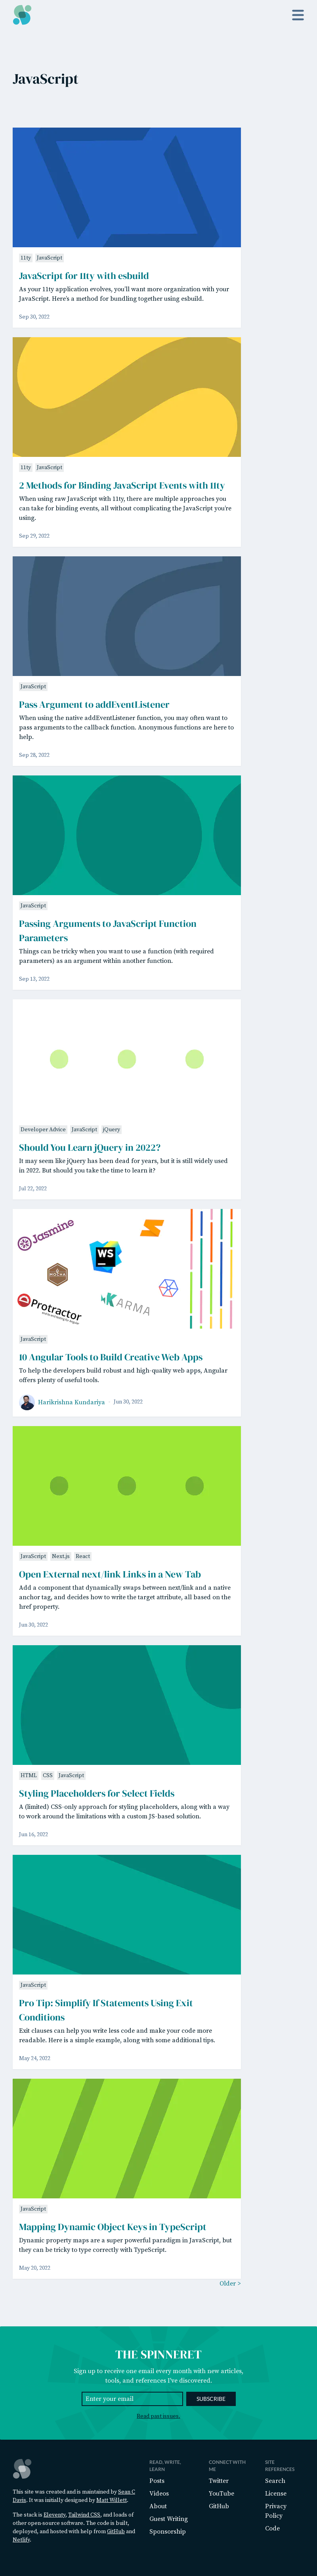 JavaScript
11ty JavaScript
JavaScript for 11ty with esbuild
As your 11ty application evolves, you'll want more organization with your
JavaScript. Here's a method for bundling together using esbuild.
Sep 30, 2022
11ty JavaScript
2 Methods for Binding JavaScript Events with 11ty
When using raw JavaScript with 11ty, there are multiple approaches you
can take for binding events, all without complicating the JavaScript you're
using.
Sep 29, 2022
JavaScript
Pass Argument to addEventListener
When using the native addEventListener function, you may often want to
pass arguments to the callback function. Anonymous functions are here to
help.
Sep 28, 2022
JavaScript
Passing Arguments to JavaScript Function
Parameters
Things can be tricky when you want to use a function (with required
parameters) as an argument within another function.
Sep 13, 2022
Developer Advice JavaScript jQuery
Should You Learn jQuery in 2022?
It may seem like jQuery has been dead for years, but it is still widely used
in 2022. But should you take the time to learn it?
Jul 22, 2022
Jasmine
WS
MOCHA
KARMA
Protractor
JavaScript
10 Angular Tools to Build Creative Web Apps
To help the developers build robust and high-quality web apps, Angular
offers plenty of useful tools.
Harikrishna Kundariya Jun 30, 2022
JavaScript Next.js React
Open External next/link Links in a New Tab
Add a component that dynamically swaps between next/link and a native
anchor tag, and decides how to write the target attribute, all based on the
href property.
Jun 30, 2022
HTML CSS JavaScript
Styling Placeholders for Select Fields
A (limited) CSS-only approach for styling placeholders, along with a way
to work around the limitations with a custom JS-based solution.
Jun 16, 2022
JavaScript
Pro Tip: Simplify If Statements Using Exit
Conditions
Exit clauses can help you write less code and make your code more
readable. Here is a simple example, along with some additional tips.
May 24, 2022
JavaScript
Mapping Dynamic Object Keys in TypeScript
Dynamic property maps are a super powerful paradigm in JavaScript, but
they can be tricky to type correctly with TypeScript.
May 20, 2022
Older >
THE SPINNERET
Sign up to receive one email every month with new articles,
tools, and references I've discovered.
Enter your email SUBSCRIBE
Read past issues.
This site was created and is maintained by Sean C
Davis. It was initially designed by Matt Willett.
The stack is Eleventy, Tailwind CSS, and loads of
other open-source software. The code is built,
deployed, and hosted with help from GitHub and
Netlify.
READ, WRITE,
LEARN
Posts
Videos
About
Guest Writing
Sponsorship
CONNECT WITH
ME
Twitter
YouTube
GitHub
SITE
REFERENCES
Search
License
Privacy
Policy
Code